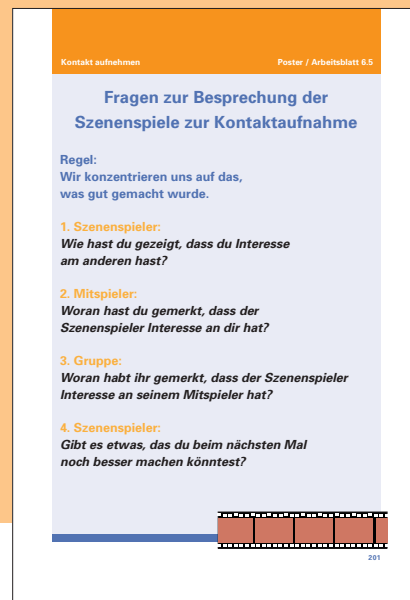 Kontakt aufnehmen
Poster / Arbeitsblatt 6.5
Fragen zur Besprechung der
Szenenspiele zur Kontaktaufnahme
Regel:
Wir konzentrieren uns auf das,
was gut gemacht wurde.
1. Szenenspieler:
Wie hast du gezeigt, dass du Interesse
am anderen hast?
2. Mitspieler:
Woran hast du gemerkt, dass der
Szenenspieler Interesse an dir hat?
3. Gruppe:
Woran habt ihr gemerkt, dass der Szenenspieler
Interesse an seinem Mitspieler hat?
4. Szenenspieler:
Gibt es etwas, das du beim nächsten Mal
noch besser machen könntest?
201